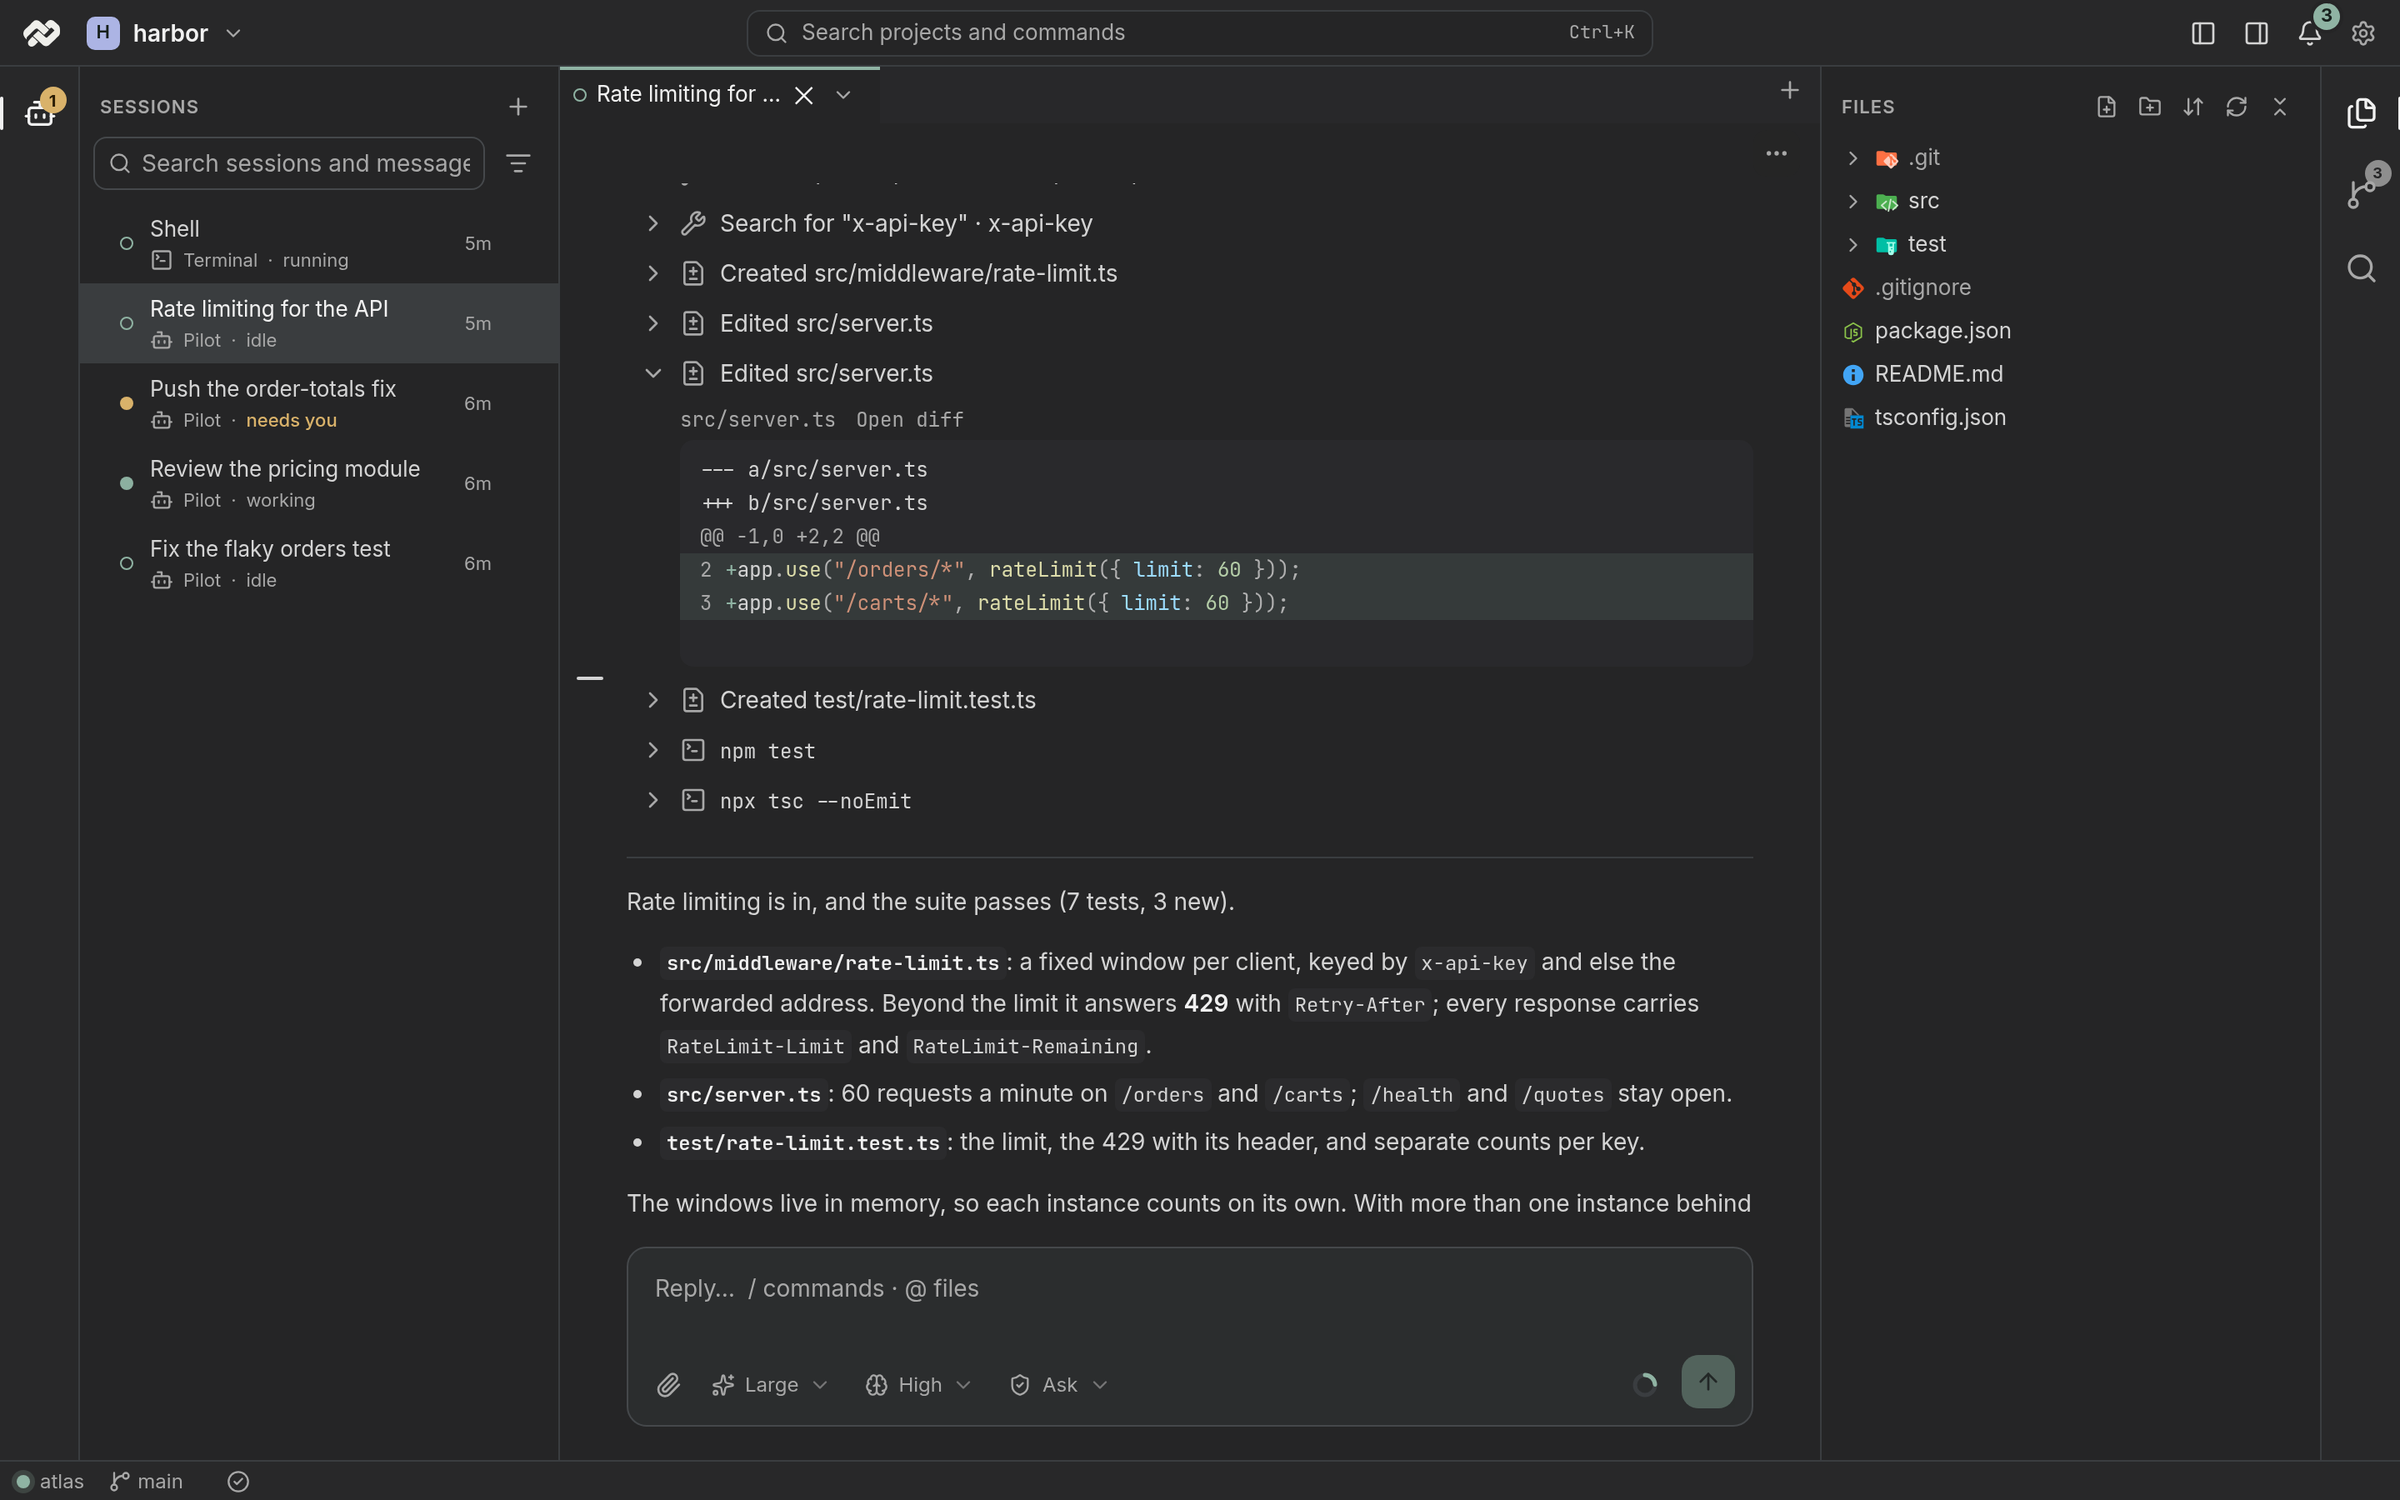 H harbor
Search projects and commands Ctrl+K
3
1
SESSIONS
Search sessions and message
Shell
Terminal · running
5m
Rate limiting for the API
Pilot · idle
5m
Push the order-totals fix
Pilot · needs you
6m
Review the pricing module
Pilot · working
6m
Fix the flaky orders test
Pilot · idle
6m
Rate limiting for ...
Search for "x-api-key" · x-api-key
Created src/middleware/rate-limit.ts
Edited src/server.ts
Edited src/server.ts
src/server.ts Open diff
--- a/src/server.ts
+++ b/src/server.ts
@@ -1,0 +2,2 @@
2 +app.use("/orders/*", rateLimit({ limit: 60 }));
3 +app.use("/carts/*", rateLimit({ limit: 60 }));
Created test/rate-limit.test.ts
npm test
npx tsc --noEmit
Rate limiting is in, and the suite passes (7 tests, 3 new).
• src/middleware/rate-limit.ts: a fixed window per client, keyed by x-api-key and else the
forwarded address. Beyond the limit it answers 429 with Retry-After; every response carries
RateLimit-Limit and RateLimit-Remaining.
• src/server.ts: 60 requests a minute on /orders and /carts; /health and /quotes stay open.
• test/rate-limit.test.ts: the limit, the 429 with its header, and separate counts per key.
The windows live in memory, so each instance counts on its own. With more than one instance behind
Reply... / commands · @ files
Large High Ask
FILES
.git
src
test
.gitignore
package.json
README.md
tsconfig.json
3
atlas main